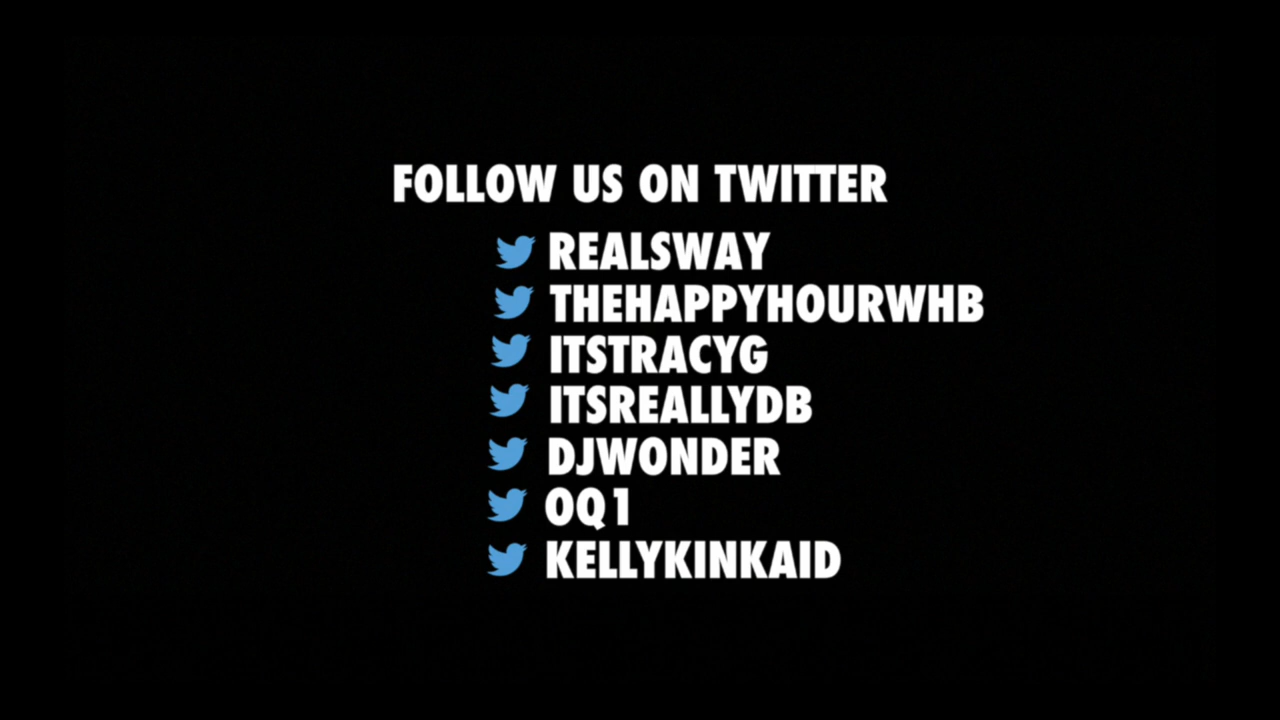 FOLLOW US ON TWITTER
REALSWAY
THEHAPPYHOURWHB
ITSTRACYG
ITSREALLYDB
DJWONDER
OQ1
KELLYKINKAID